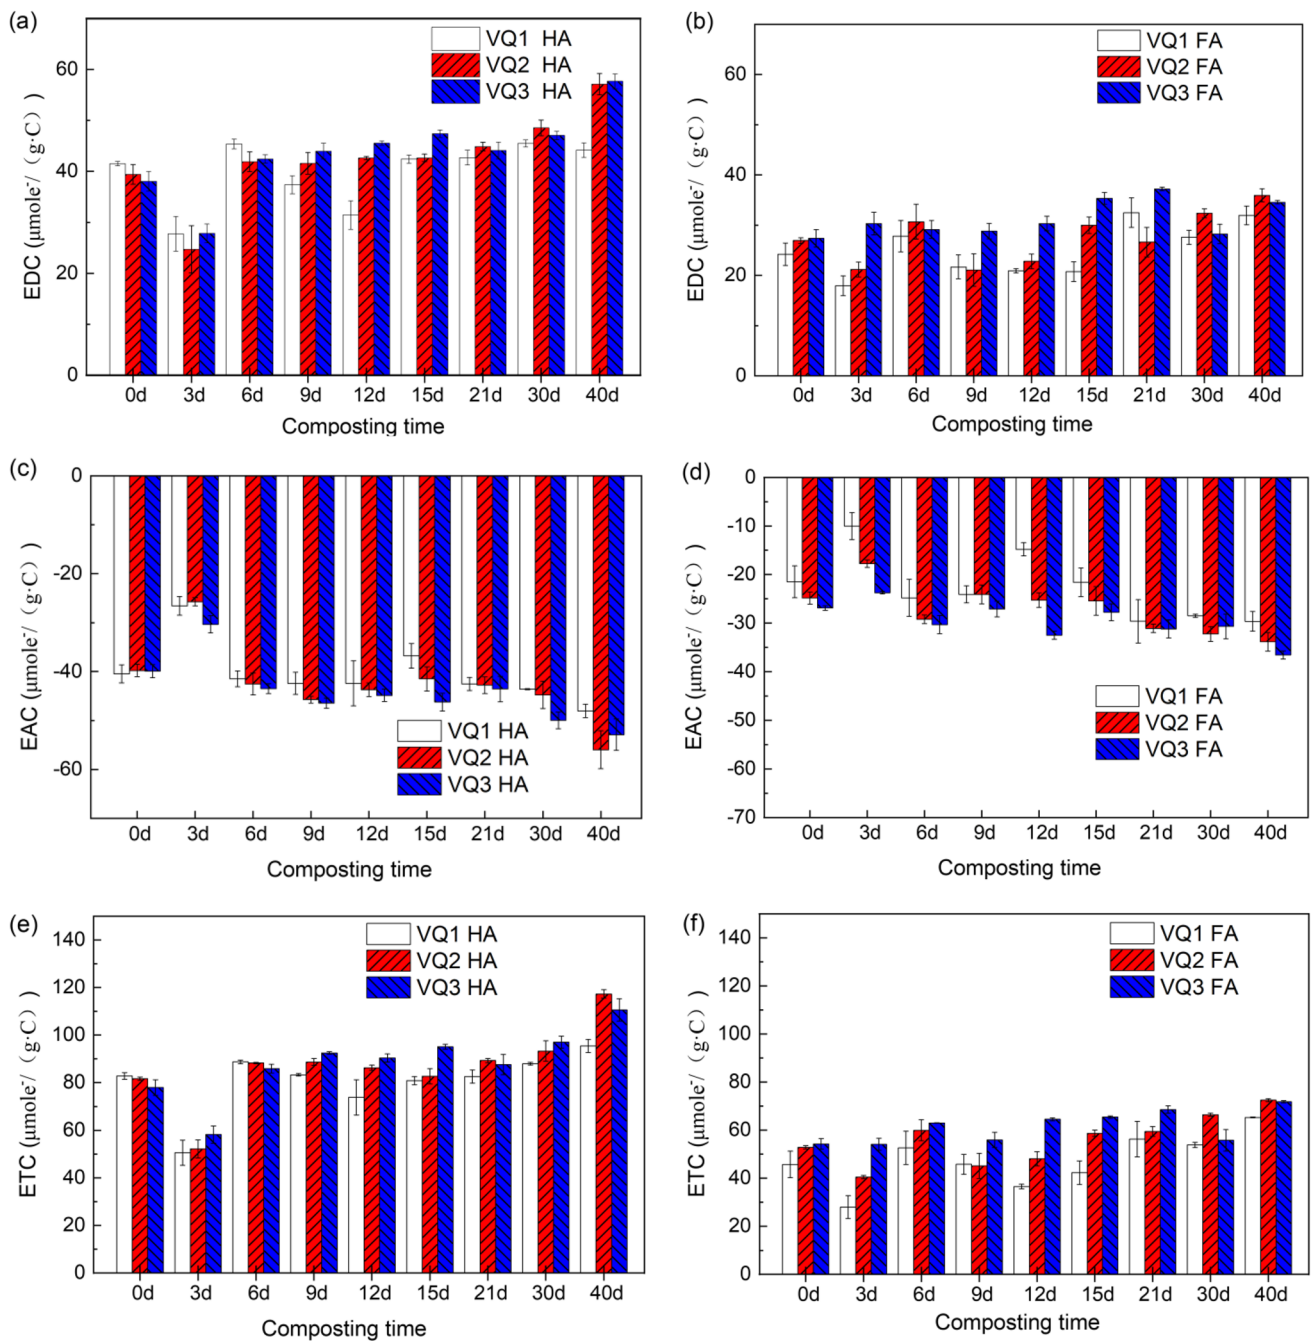 (a)
VQ1 HA
VQ2 HA
VQ3 HA
EDC (μmole⁻/（g·C）)
60
40
20
0
0d 3d 6d 9d 12d 15d 21d 30d 40d
Composting time
(b)
VQ1 FA
VQ2 FA
VQ3 FA
EDC (μmole⁻/（g·C）)
60
40
20
0
0d 3d 6d 9d 12d 15d 21d 30d 40d
Composting time
(c)
EAC (μmole⁻/（g·C）)
0
-20
-40
-60
VQ1 HA
VQ2 HA
VQ3 HA
0d 3d 6d 9d 12d 15d 21d 30d 40d
Composting time
(d)
EAC (μmole⁻/（g·C）)
0
-10
-20
-30
-40
-50
-60
-70
VQ1 FA
VQ2 FA
VQ3 FA
0d 3d 6d 9d 12d 15d 21d 30d 40d
Composting time
(e)
VQ1 HA
VQ2 HA
VQ3 HA
ETC (μmole⁻/（g·C）)
140
120
100
80
60
40
20
0
0d 3d 6d 9d 12d 15d 21d 30d 40d
Composting time
(f)
VQ1 FA
VQ2 FA
VQ3 FA
ETC (μmole⁻/（g·C）)
140
120
100
80
60
40
20
0
0d 3d 6d 9d 12d 15d 21d 30d 40d
Composting time